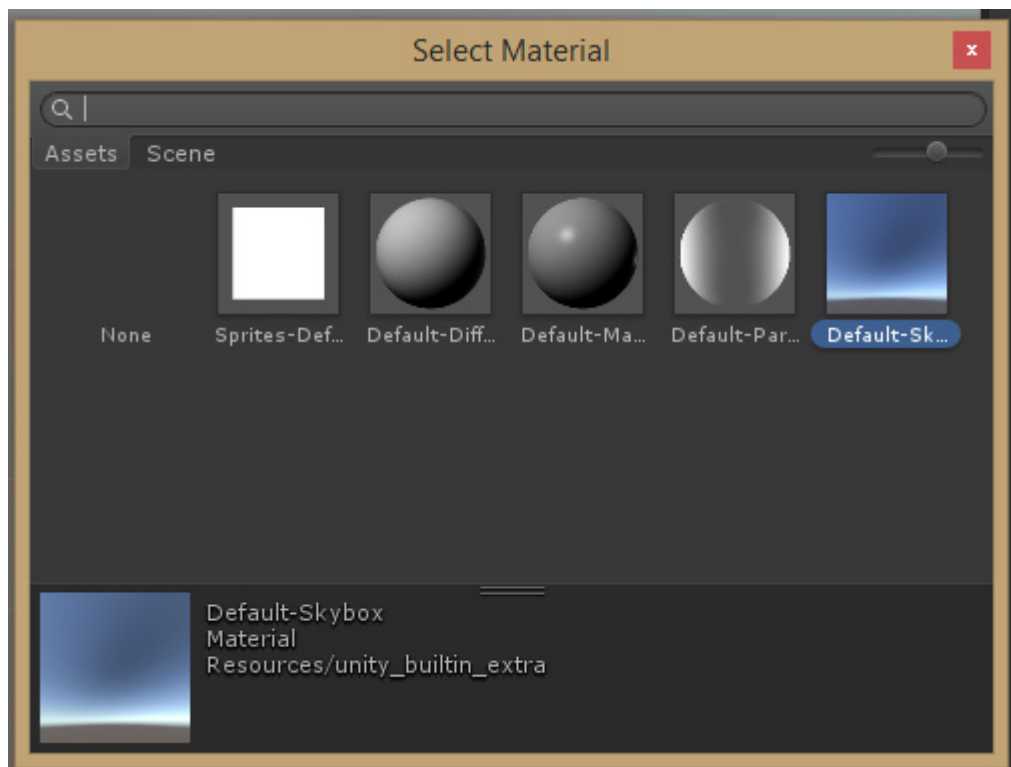 Select Material
x
Assets Scene
None Sprites-Def... Default-Diff... Default-Ma... Default-Par... Default-Sk...
Default-Skybox
Material
Resources/unity_builtin_extra